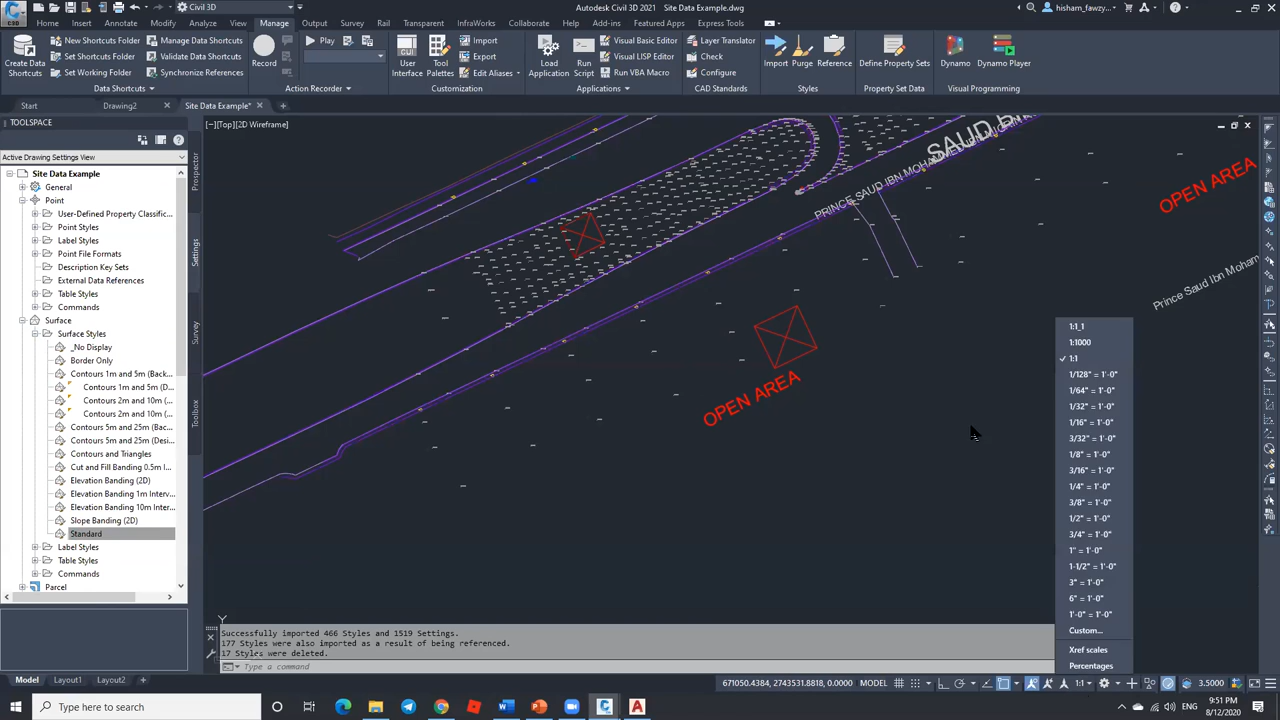 C3D
Civil 3D
Autodesk Civil 3D 2021 Site Data Example.dwg
hisham_fawzy...
Home Insert Annotate Modify Analyze View Manage Output Survey Rail Transparent InfraWorks Collaborate Help Add-ins Featured Apps Express Tools
Create Data Shortcuts
New Shortcuts Folder
Set Shortcuts Folder
Set Working Folder
Manage Data Shortcuts
Validate Data Shortcuts
Synchronize References
Data Shortcuts
Record
Play
Action Recorder
User Interface
Tool Palettes
Import
Export
Edit Aliases
Customization
Load Application
Run Script
Visual Basic Editor
Visual LISP Editor
Run VBA Macro
Applications
Layer Translator
Check
Configure
CAD Standards
Import
Purge
Reference
Styles
Define Property Sets
Property Set Data
Dynamo
Dynamo Player
Visual Programming
Start Drawing2 Site Data Example*
TOOLSPACE
Active Drawing Settings View
Site Data Example
General
Point
User-Defined Property Classific...
Point Styles
Label Styles
Point File Formats
Description Key Sets
External Data References
Table Styles
Commands
Surface
Surface Styles
_No Display
Border Only
Contours 1m and 5m (Back...
Contours 1m and 5m (D...
Contours 2m and 10m (...
Contours 2m and 10m (...
Contours 5m and 25m (Bac...
Contours 5m and 25m (Desi...
Contours and Triangles
Cut and Fill Banding 0.5m I...
Elevation Banding (2D)
Elevation Banding 1m Interv...
Elevation Banding 10m Inter...
Slope Banding (2D)
Standard
Label Styles
Table Styles
Commands
Parcel
Prospector
Settings
Survey
Toolbox
[−][Top][2D Wireframe]
OPEN AREA
OPEN AREA
Prince Saud Ibn Moham
1:1_1
1:1000
1:1
1/128" = 1'-0"
1/64" = 1'-0"
1/32" = 1'-0"
1/16" = 1'-0"
3/32" = 1'-0"
1/8" = 1'-0"
3/16" = 1'-0"
1/4" = 1'-0"
3/8" = 1'-0"
1/2" = 1'-0"
3/4" = 1'-0"
1" = 1'-0"
1-1/2" = 1'-0"
3" = 1'-0"
6" = 1'-0"
1'-0" = 1'-0"
Custom...
Xref scales
Percentages
Y
Successfully imported 466 Styles and 1519 Settings.
177 Styles were also imported as a result of being referenced.
17 Styles were deleted.
Type a command
Model Layout1 Layout2
671050.4384, 2743531.8818, 0.0000 MODEL
1:1
3.5000
Type here to search
ENG
9:51 PM
8/12/2020